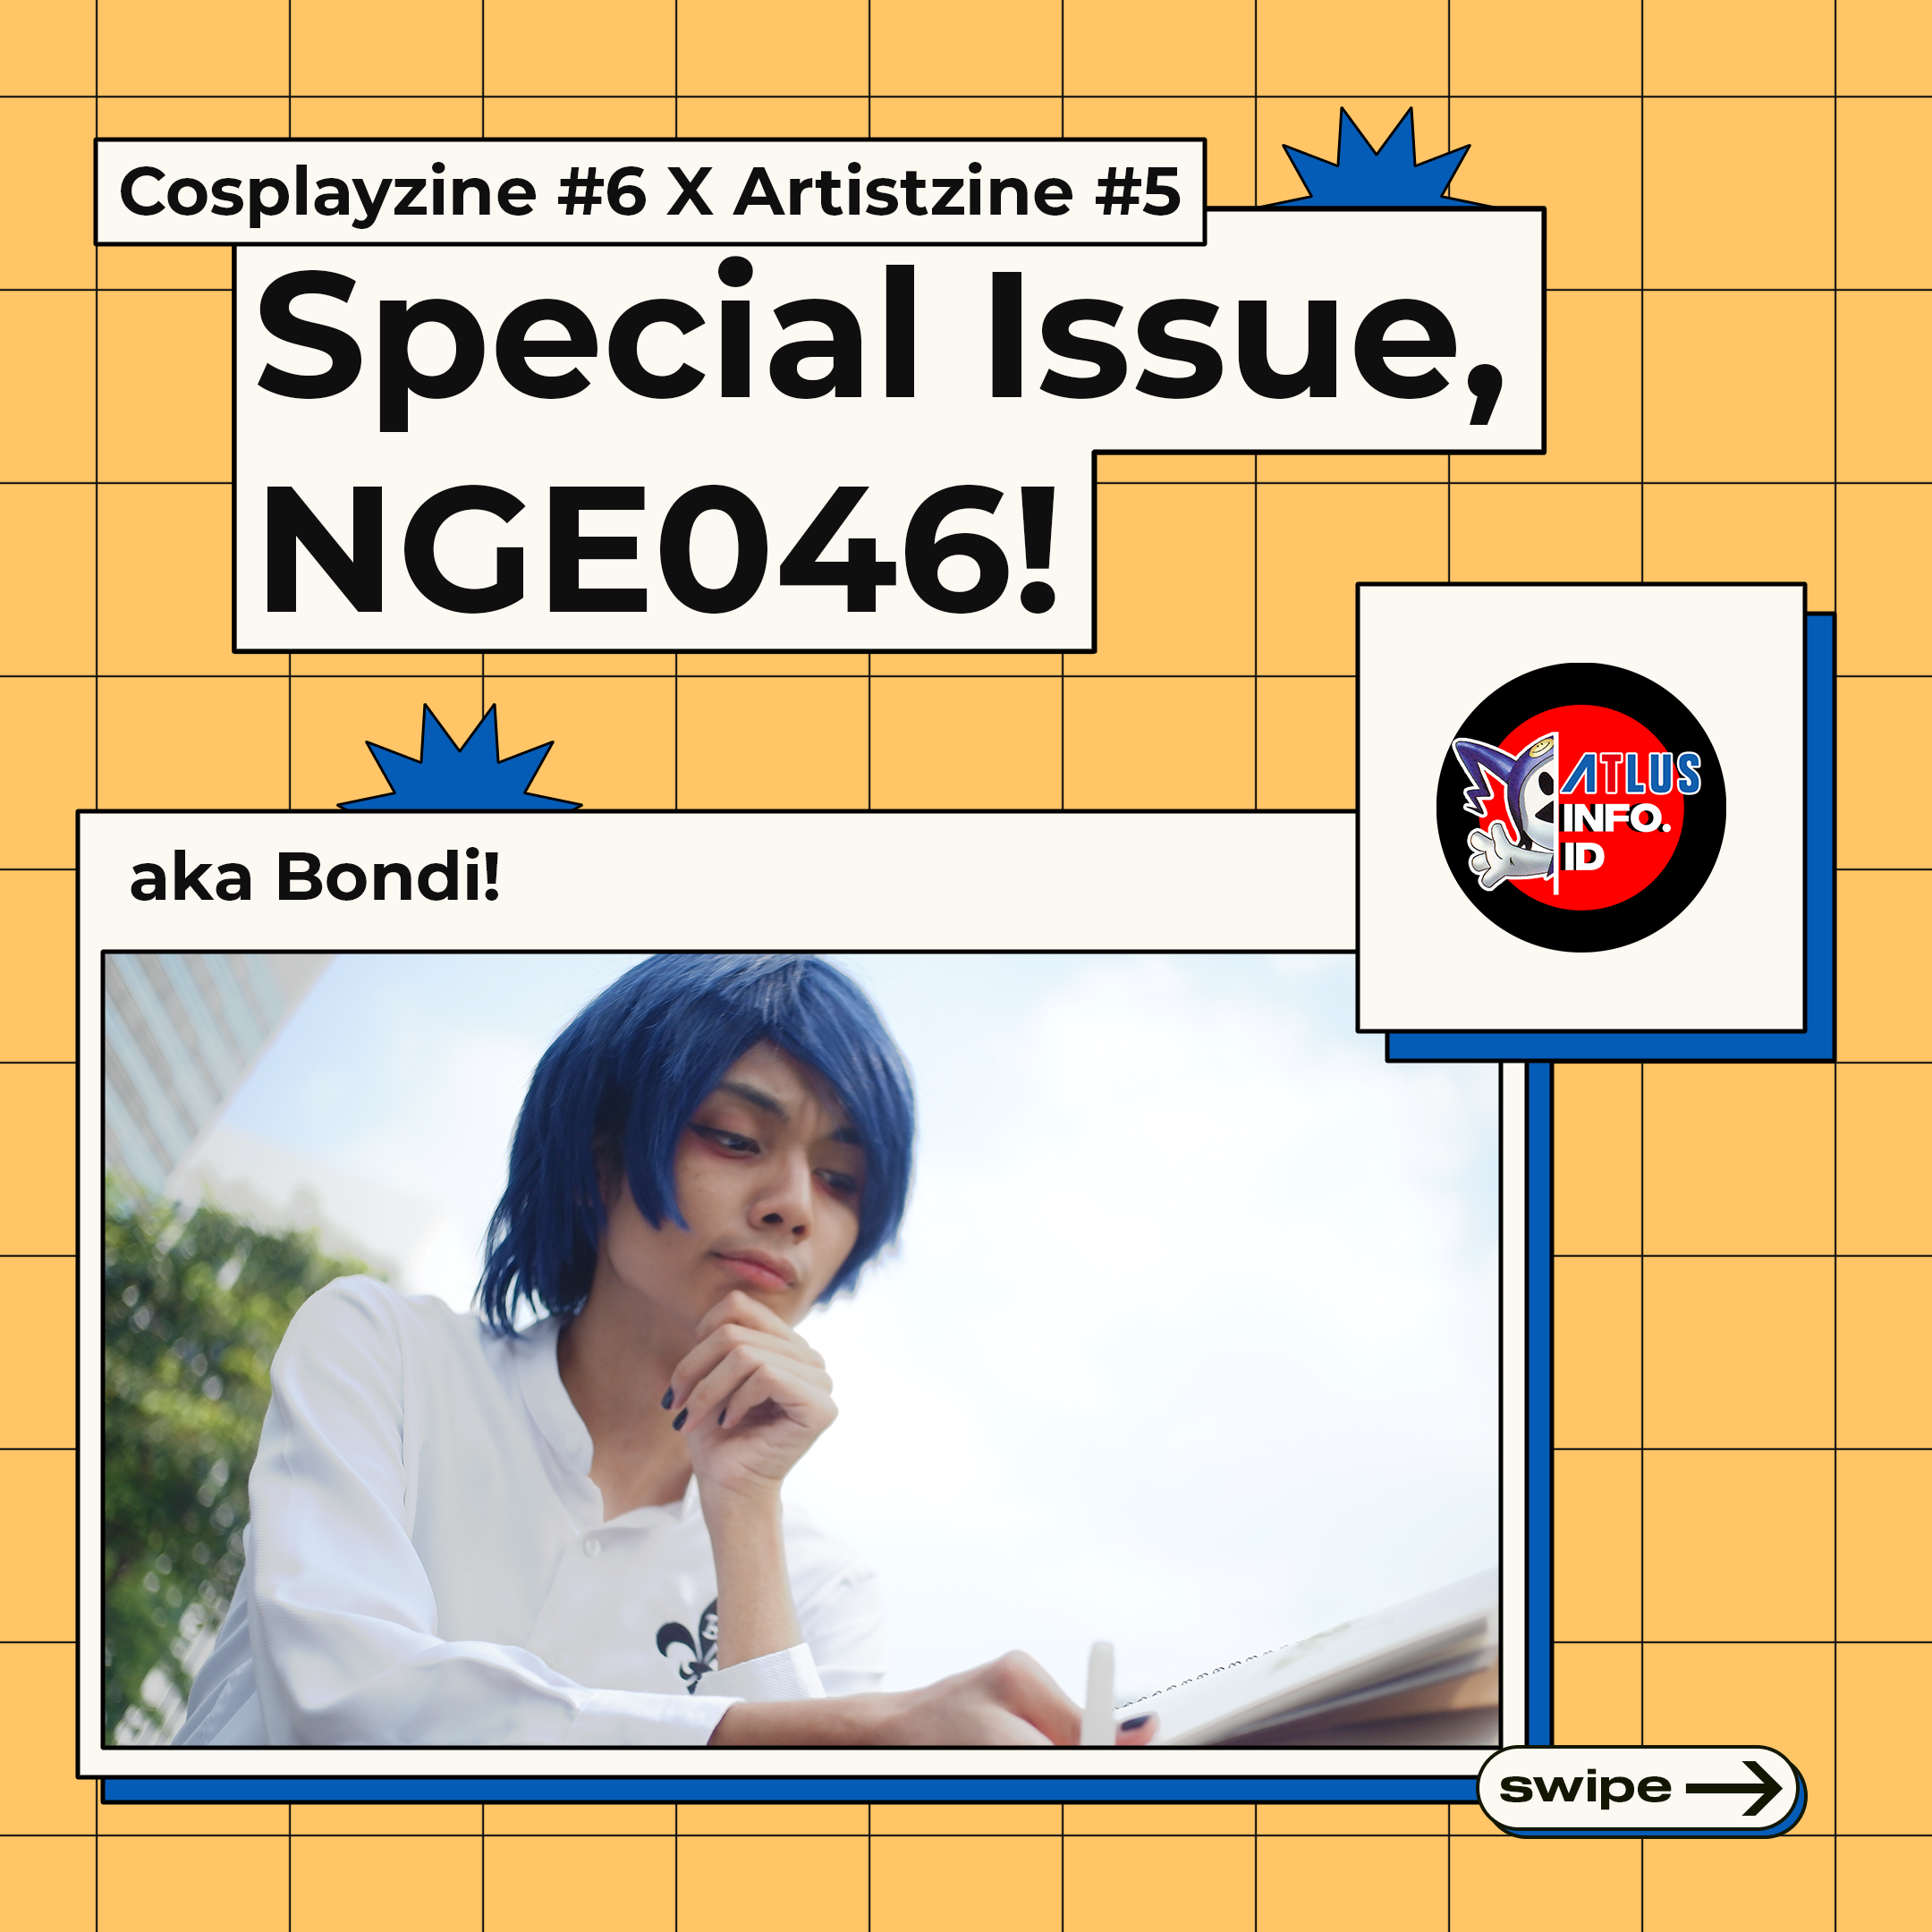 Cosplayzine #6 X Artistzine #5
Special Issue,
NGE046!
ATLUS
INFO.
ID
aka Bondi!
swipe